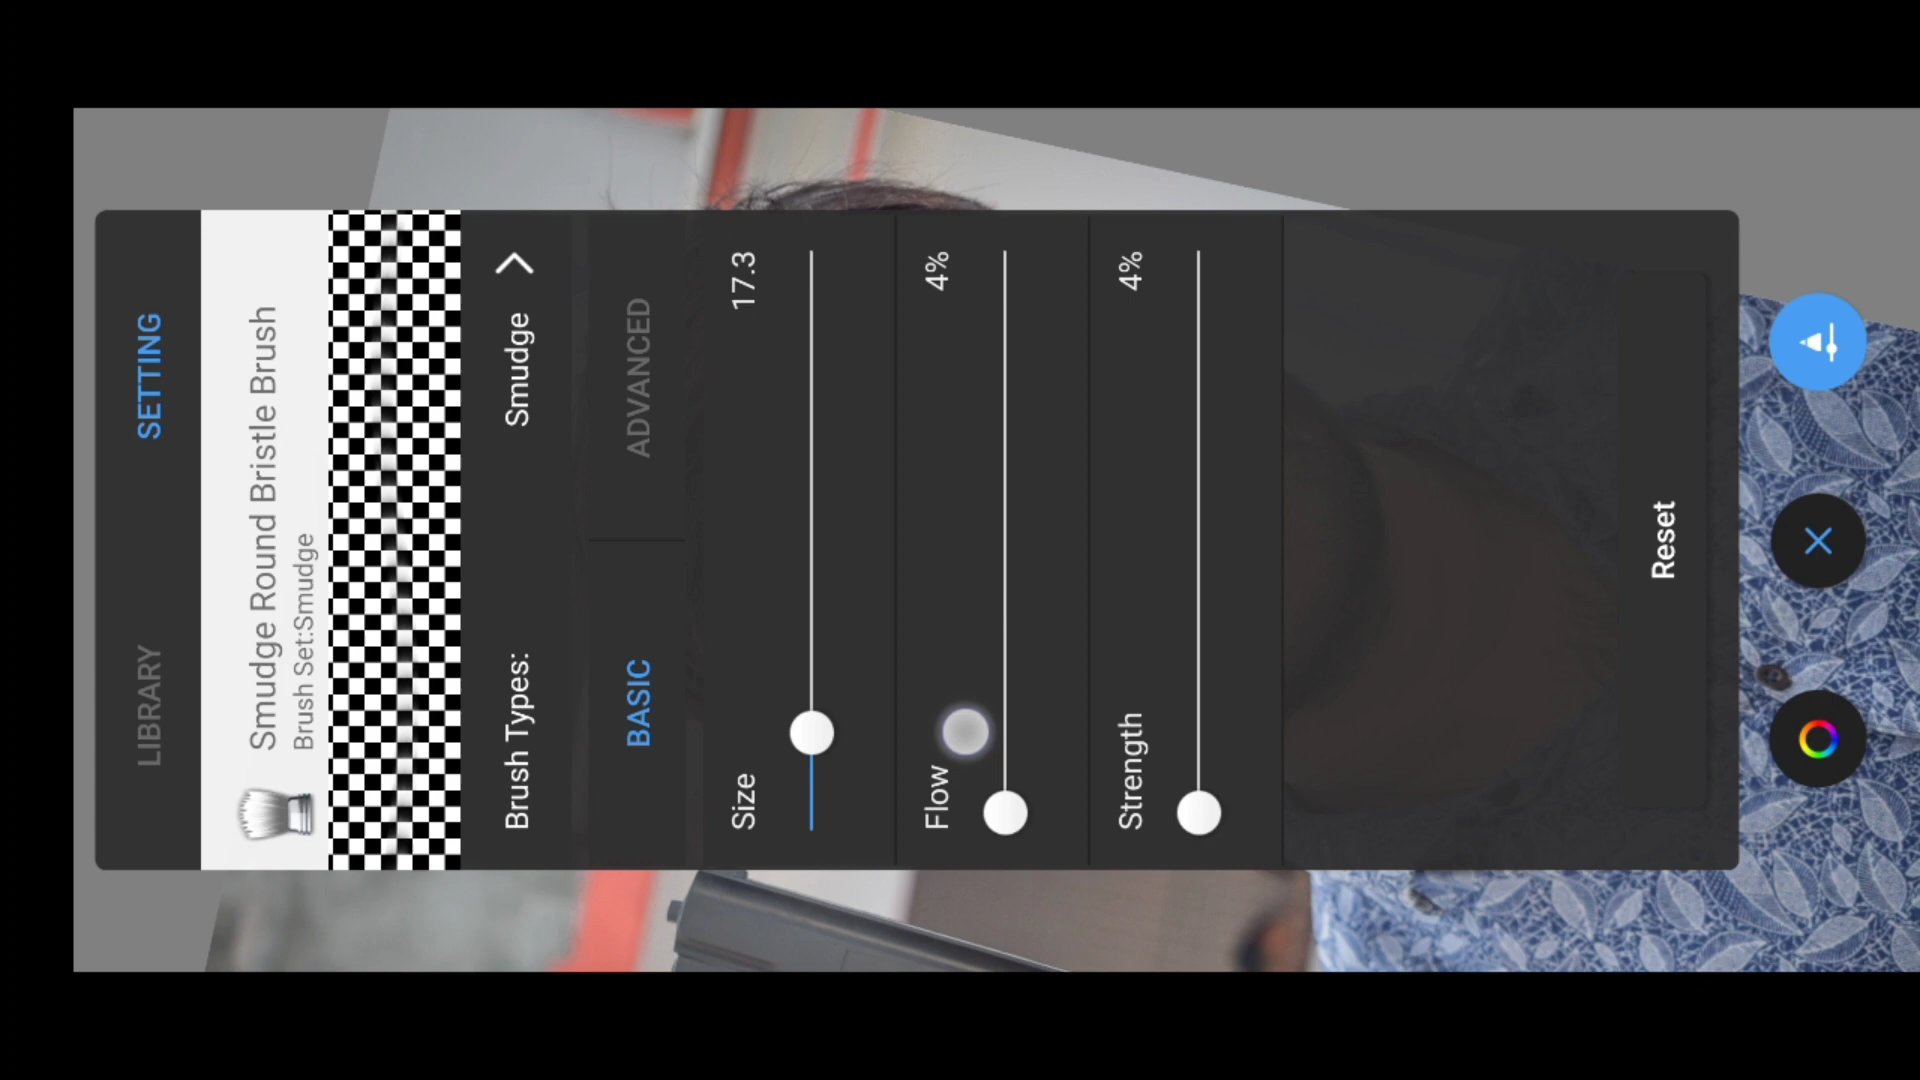 LIBRARY SETTING
Smudge Round Bristle Brush
Brush Set:Smudge
Brush Types: Smudge
BASIC ADVANCED
Size 17.3
Flow 4%
Strength 4%
Reset